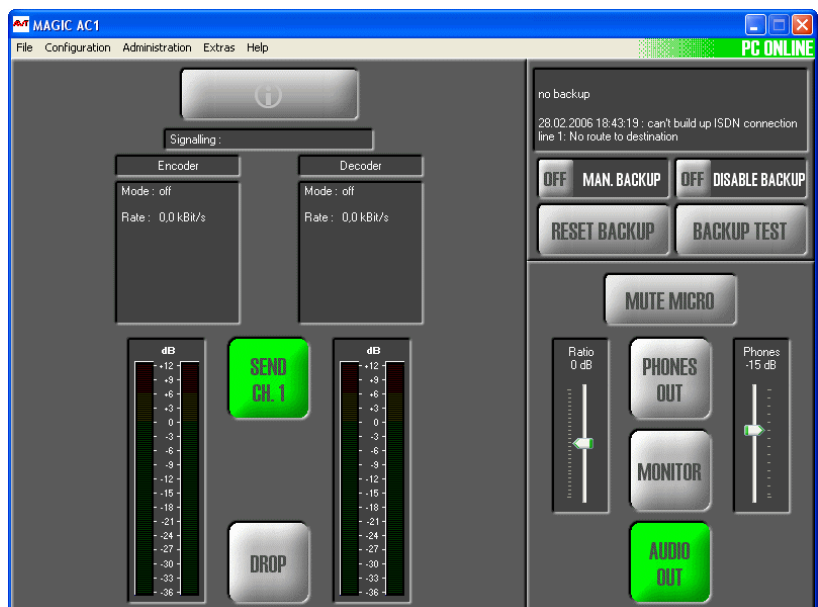 AVT MAGIC AC1
File Configuration Administration Extras Help
PC ONLINE
Signalling :
Encoder
Mode : off
Rate : 0,0 kBit/s
Decoder
Mode : off
Rate : 0,0 kBit/s
dB
+12
+9
+6
+3
0
-3
-6
-9
-12
-15
-18
-21
-24
-27
-30
-33
-36
SEND
CH. 1
DROP
dB
+12
+9
+6
+3
0
-3
-6
-9
-12
-15
-18
-21
-24
-27
-30
-33
-36
no backup
28.02.2006 18:43:19 : can't build up ISDN connection
line 1: No route to destination
OFF MAN. BACKUP
OFF DISABLE BACKUP
RESET BACKUP
BACKUP TEST
MUTE MICRO
Ratio
0 dB
PHONES
OUT
MONITOR
AUDIO
OUT
Phones
-15 dB